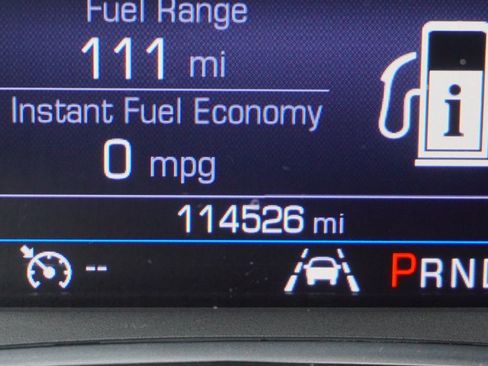 Fuel Range
111 mi
Instant Fuel Economy
0 mpg
i
114526 mi
-- PRND